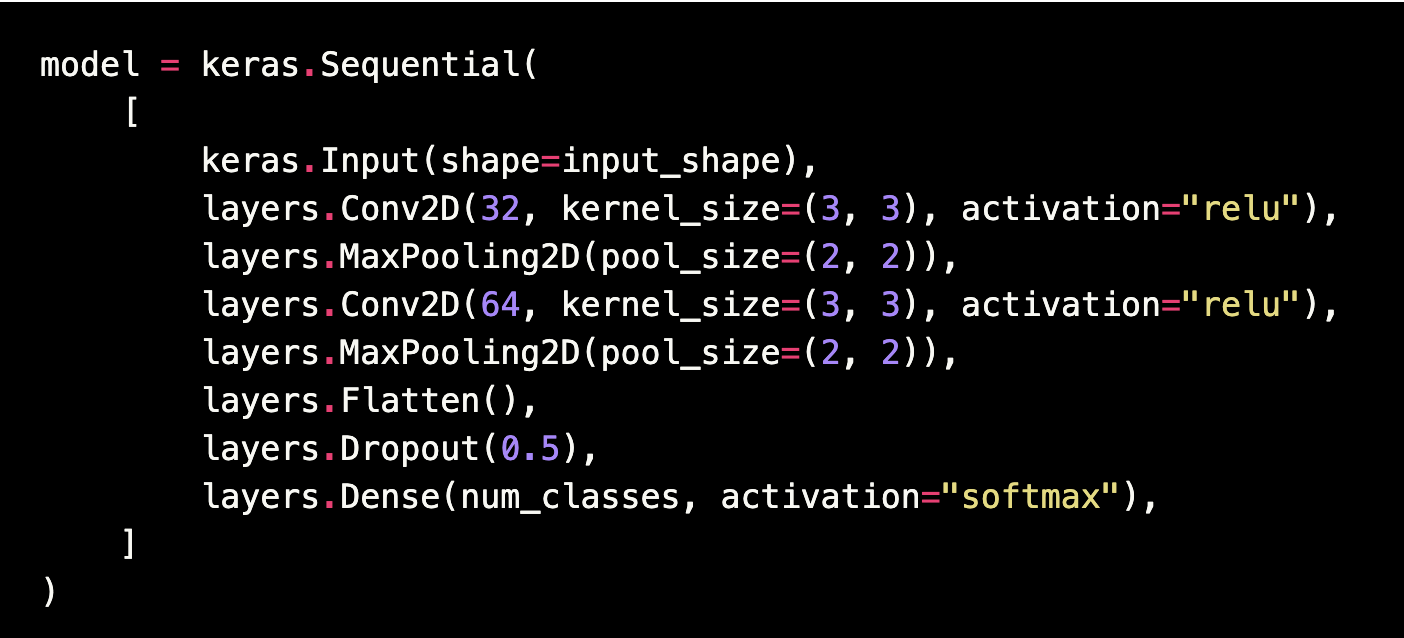 model = keras.Sequential(
    [
        keras.Input(shape=input_shape),
        layers.Conv2D(32, kernel_size=(3, 3), activation="relu"),
        layers.MaxPooling2D(pool_size=(2, 2)),
        layers.Conv2D(64, kernel_size=(3, 3), activation="relu"),
        layers.MaxPooling2D(pool_size=(2, 2)),
        layers.Flatten(),
        layers.Dropout(0.5),
        layers.Dense(num_classes, activation="softmax"),
    ]
)